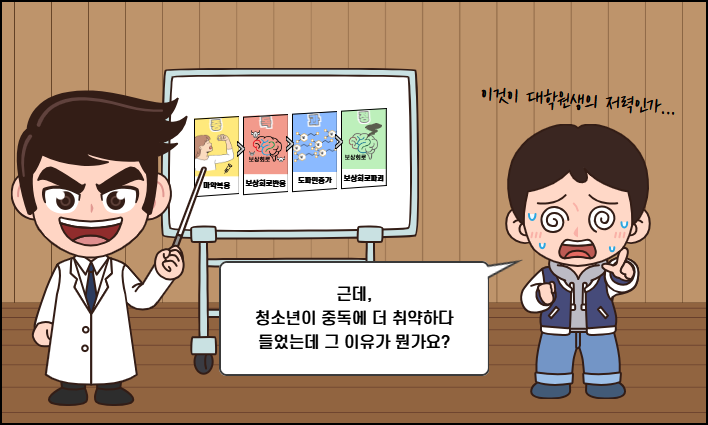 이것이 대학원생의 저력인가...
보상회로
보상회로
마약복용
보상회로반응
도파민증가
보상회로파괴
근데,
청소년이 중독에 더 취약하다
들었는데 그 이유가 뭔가요?